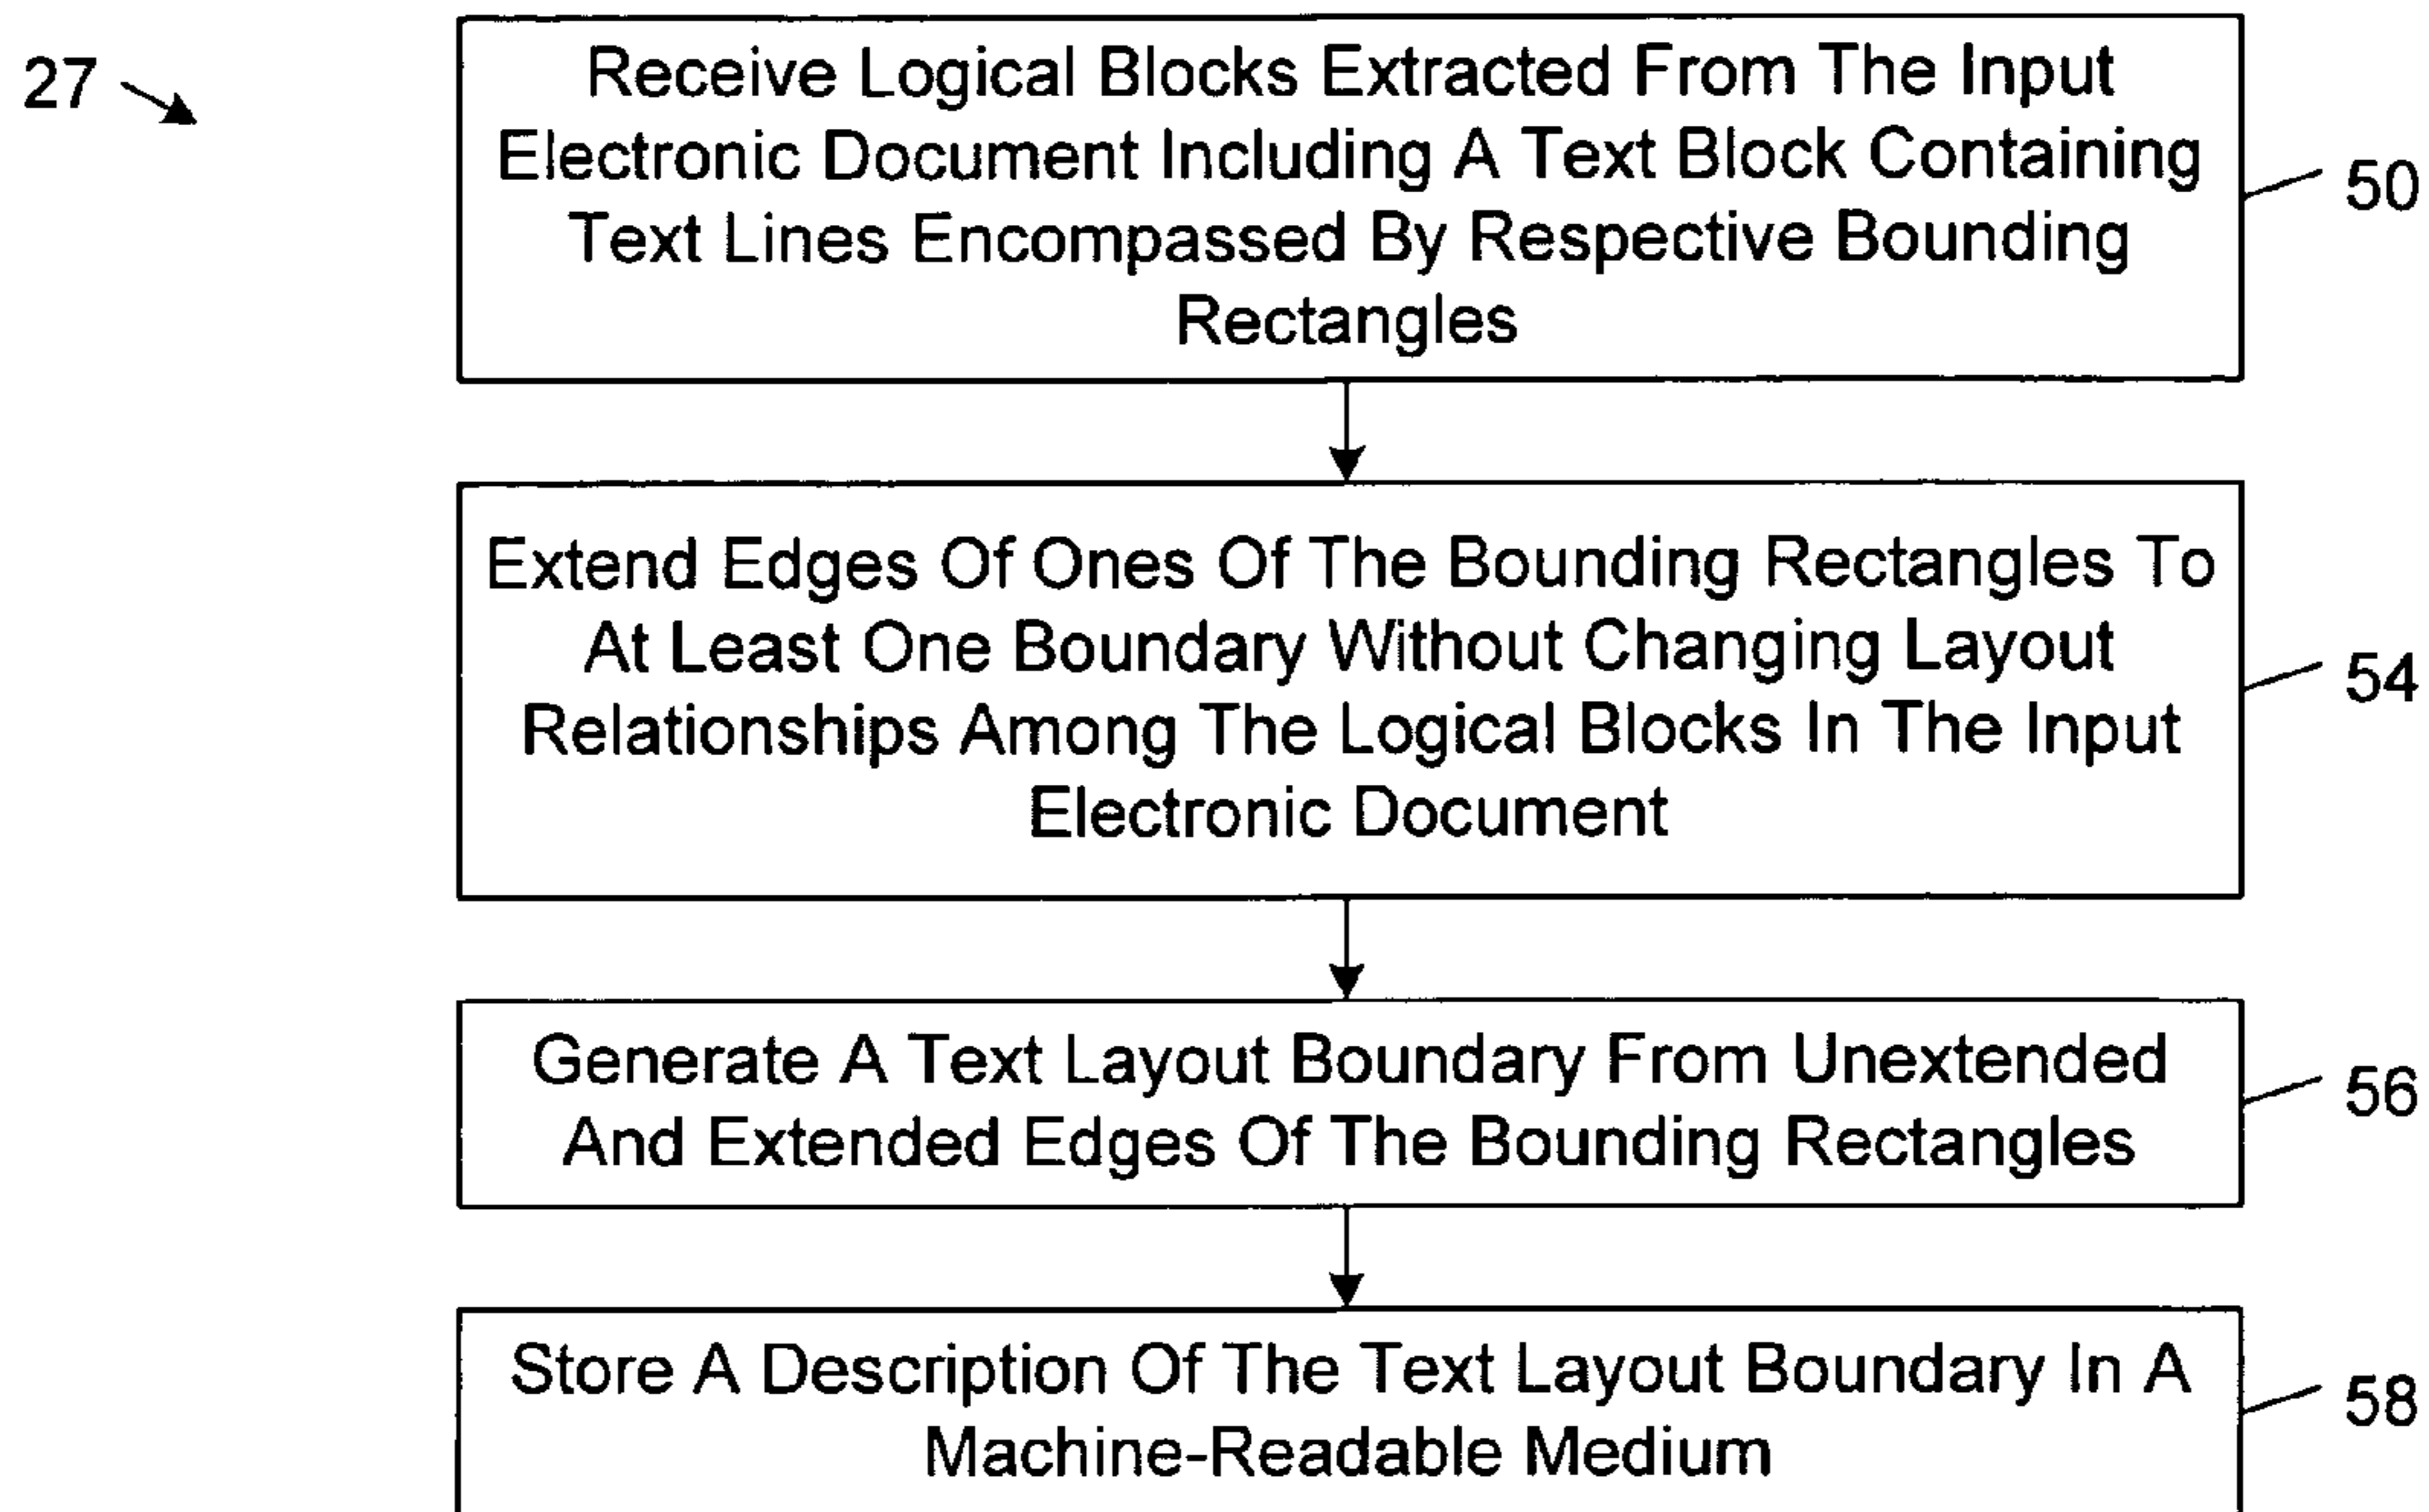 27
Receive Logical Blocks Extracted From The Input
Electronic Document Including A Text Block Containing
Text Lines Encompassed By Respective Bounding
Rectangles
50
Extend Edges Of Ones Of The Bounding Rectangles To
At Least One Boundary Without Changing Layout
Relationships Among The Logical Blocks In The Input
Electronic Document
54
Generate A Text Layout Boundary From Unextended
And Extended Edges Of The Bounding Rectangles
56
Store A Description Of The Text Layout Boundary In A
Machine-Readable Medium
58